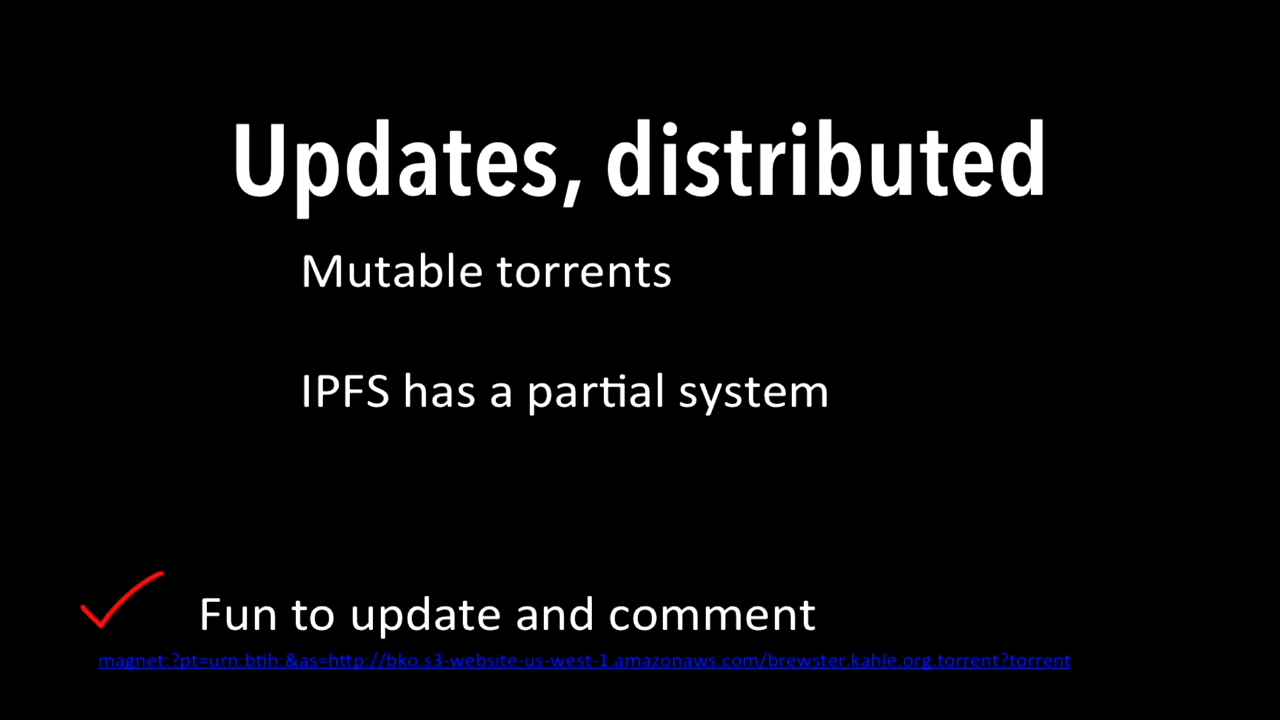 Updates, distributed
Mutable torrents
IPFS has a partial system
Fun to update and comment
magnet:?pt=urn:btih:&as=http://bko.s3-website-us-west-1.amazonaws.com/brewster.kahle.org.torrent?torrent